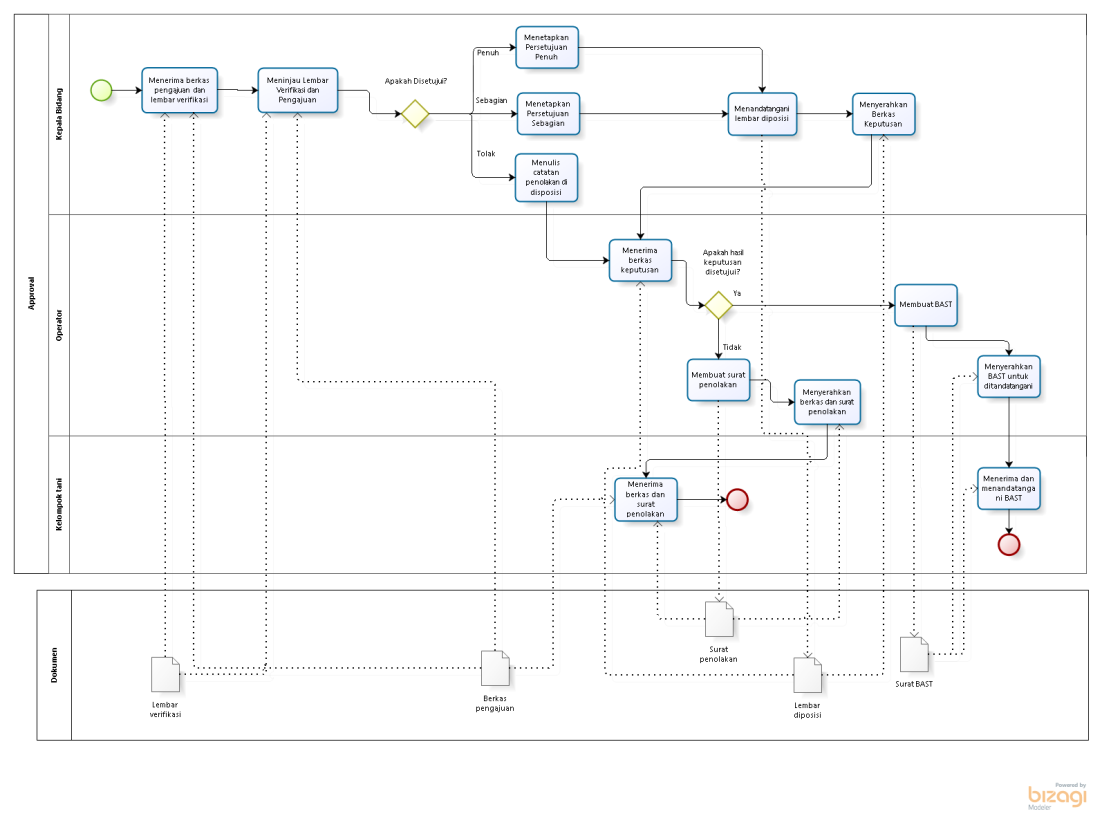 Approval
Kepala Bidang
Menerima berkas
pengajuan dan
lembar verifikasi
Meninjau Lembar
Verifikasi dan
Pengajuan
Apakah Disetujui?
Penuh
Menetapkan
Persetujuan
Penuh
Sebagian
Menetapkan
Persetujuan
Sebagian
Tolak
Menulis
catatan
penolakan di
disposisi
Menandatangani
lembar diposisi
Menyerahkan
Berkas
Keputusan
Operator
Menerima
berkas
keputusan
Apakah hasil
keputusan
disetujui?
Ya
Tidak
Membuat BAST
Membuat surat
penolakan
Menyerahkan
berkas dan surat
penolakan
Menyerahkan
BAST untuk
ditandatangani
Kelompok tani
Menerima
berkas dan
surat
penolakan
Menerima dan
menandatanga
ni BAST
Dokumen
Lembar
verifikasi
Berkas
pengajuan
Surat
penolakan
Lembar
diposisi
Surat BAST
Powered by
bizagi
Modeler